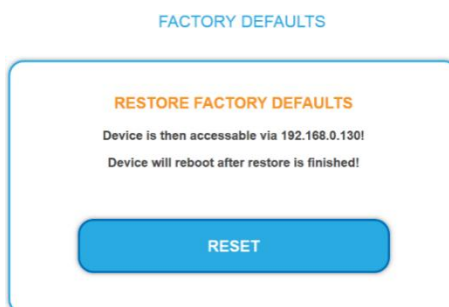 FACTORY DEFAULTS
RESTORE FACTORY DEFAULTS
Device is then accessable via 192.168.0.130!
Device will reboot after restore is finished!
RESET